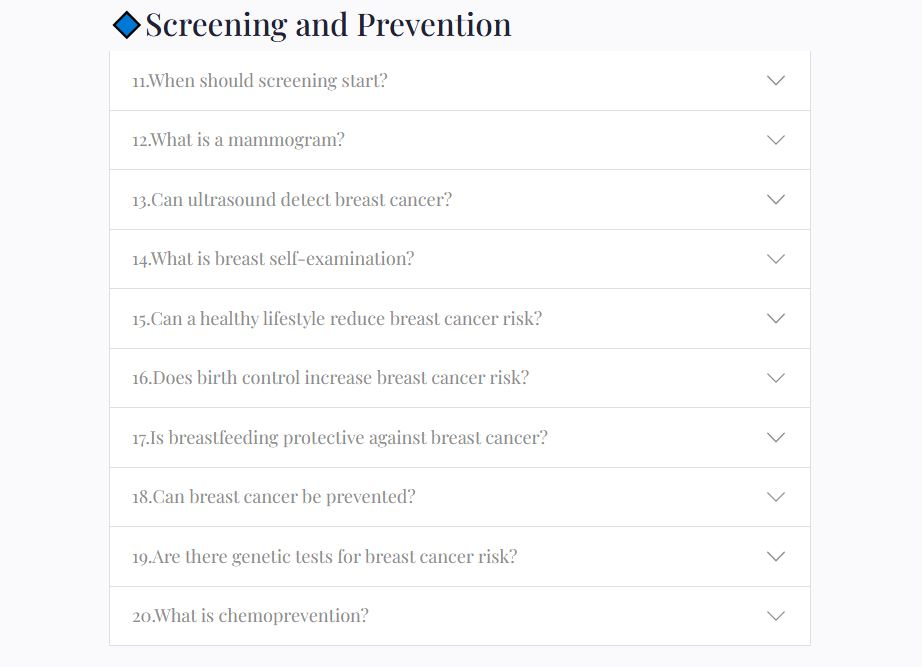 Screening and Prevention
11.When should screening start?
12.What is a mammogram?
13.Can ultrasound detect breast cancer?
14.What is breast self-examination?
15.Can a healthy lifestyle reduce breast cancer risk?
16.Does birth control increase breast cancer risk?
17.Is breastfeeding protective against breast cancer?
18.Can breast cancer be prevented?
19.Are there genetic tests for breast cancer risk?
20.What is chemoprevention?